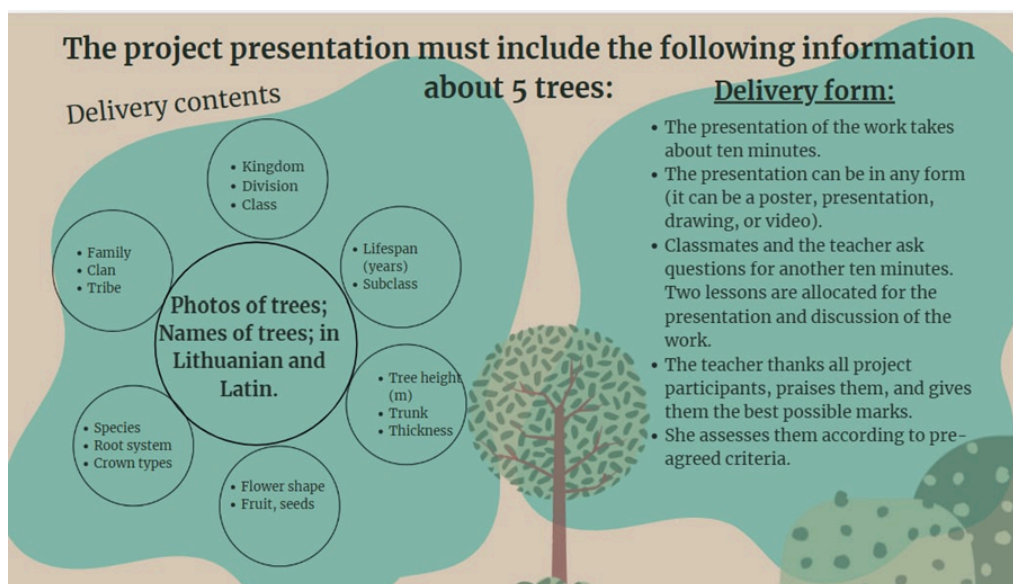 The project presentation must include the following information
about 5 trees:
Delivery contents
• Kingdom
• Division
• Class
• Family
• Clan
• Tribe
• Lifespan
(years)
• Subclass
Photos of trees;
Names of trees; in
Lithuanian and
Latin.
• Tree height
(m)
• Trunk
• Thickness
• Species
• Root system
• Crown types
• Flower shape
• Fruit, seeds
Delivery form:
• The presentation of the work takes
about ten minutes.
• The presentation can be in any form
(it can be a poster, presentation,
drawing, or video).
• Classmates and the teacher ask
questions for another ten minutes.
Two lessons are allocated for the
presentation and discussion of the
work.
• The teacher thanks all project
participants, praises them, and gives
them the best possible marks.
• She assesses them according to pre-
agreed criteria.